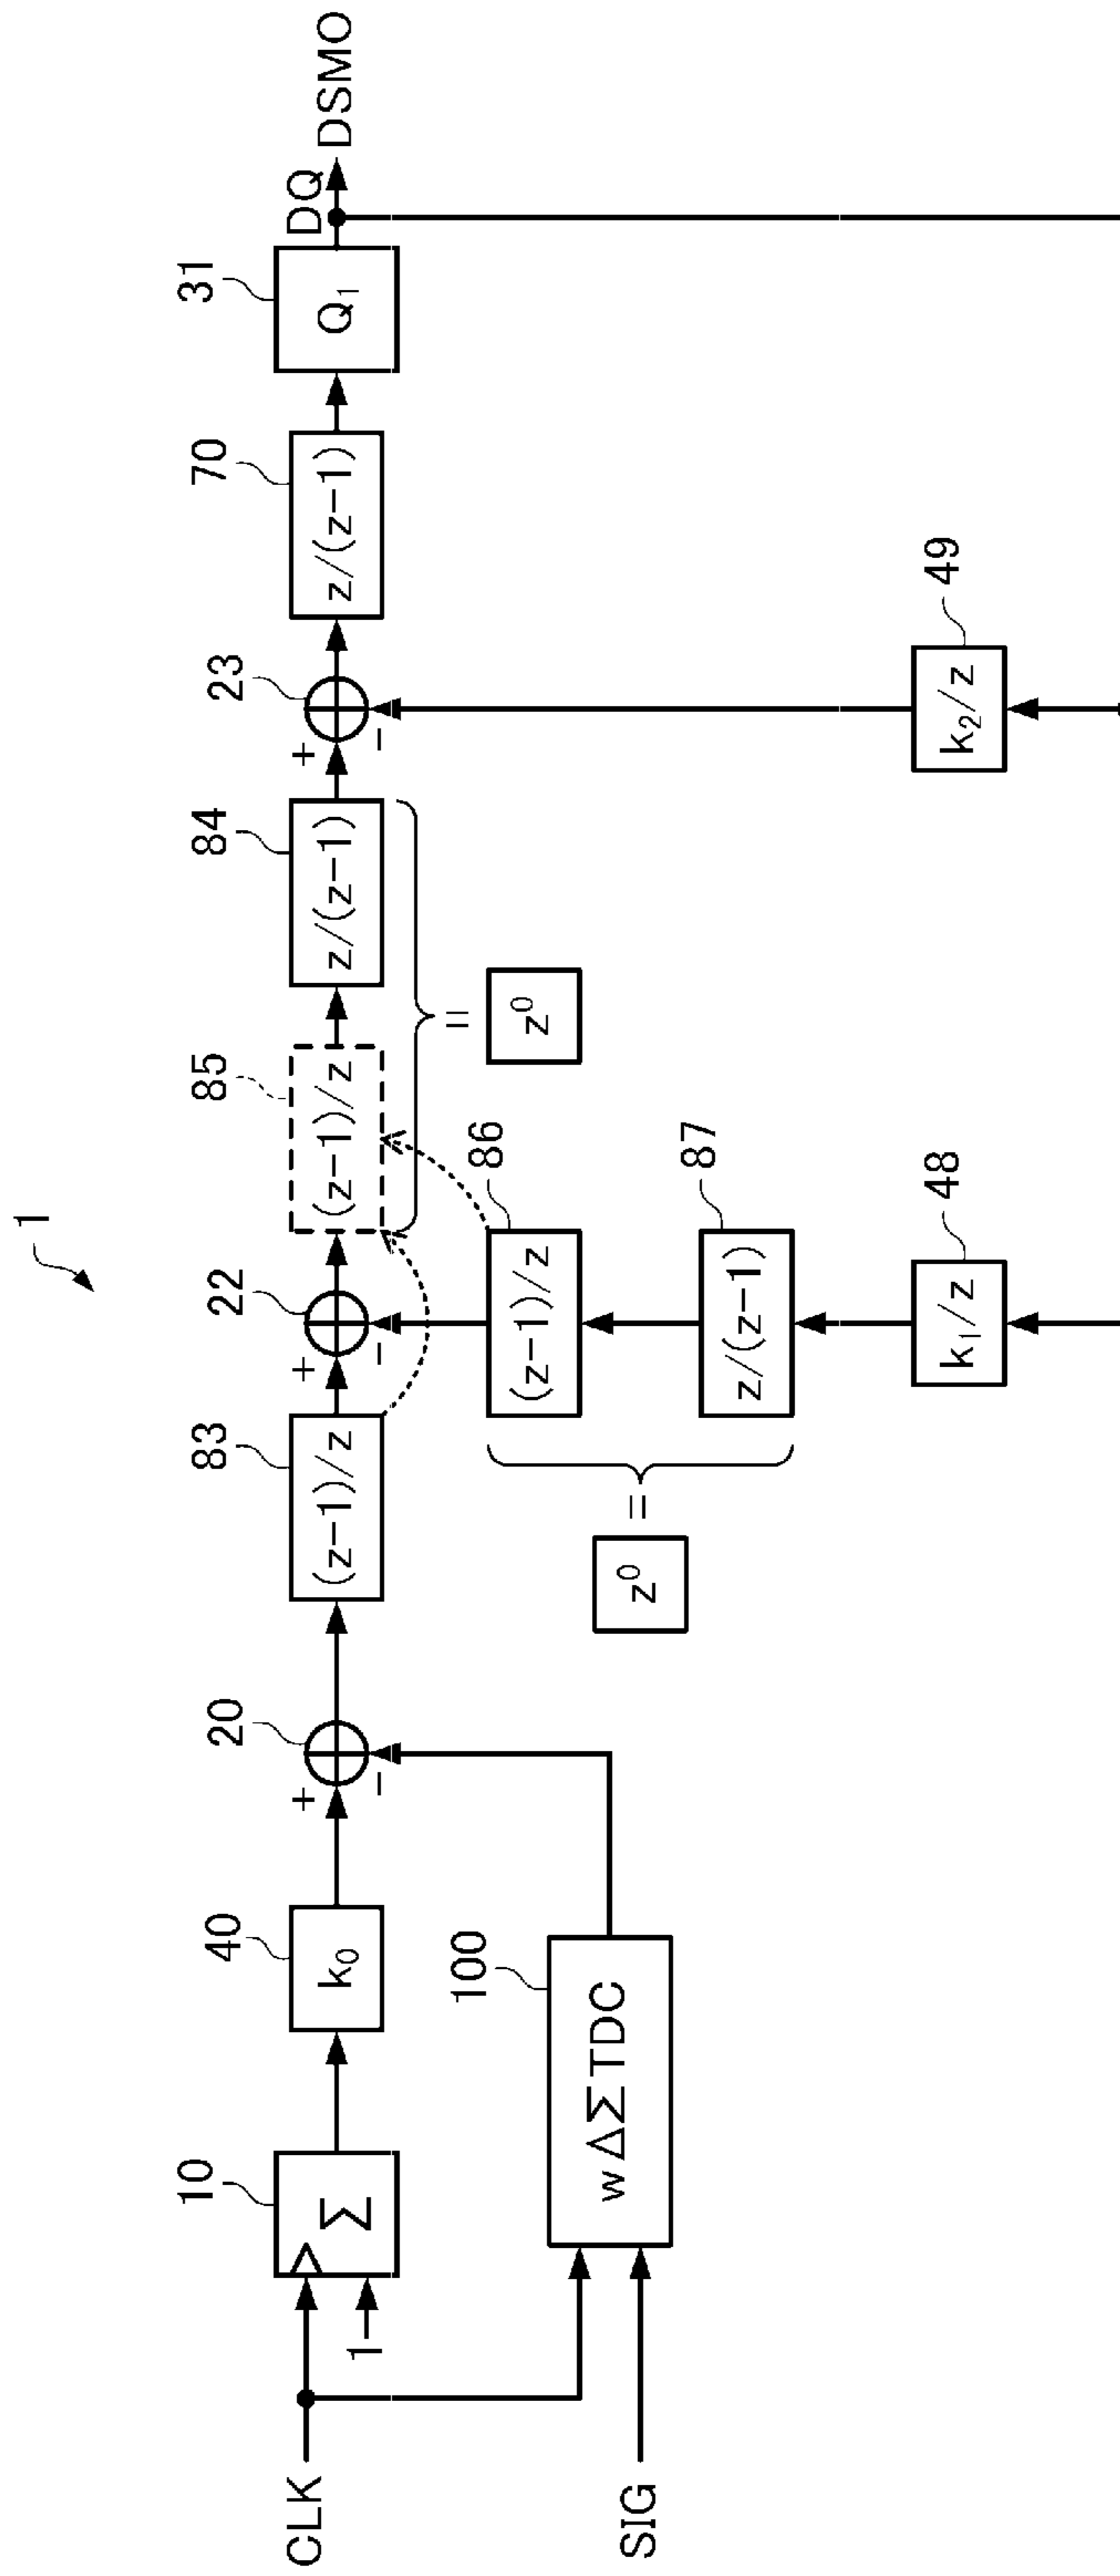 1
CLK
1
10
Σ
40
k₀
20
+
−
83
(z−1)/z
22
+
−
85
(z−1)/z
84
z/(z−1)
23
+
−
70
z/(z−1)
31
Q₁
DQ
DSMO
=
z⁰
SIG
100
wΔΣTDC
86
(z−1)/z
87
z/(z−1)
=
z⁰
48
k₁/z
49
k₂/z